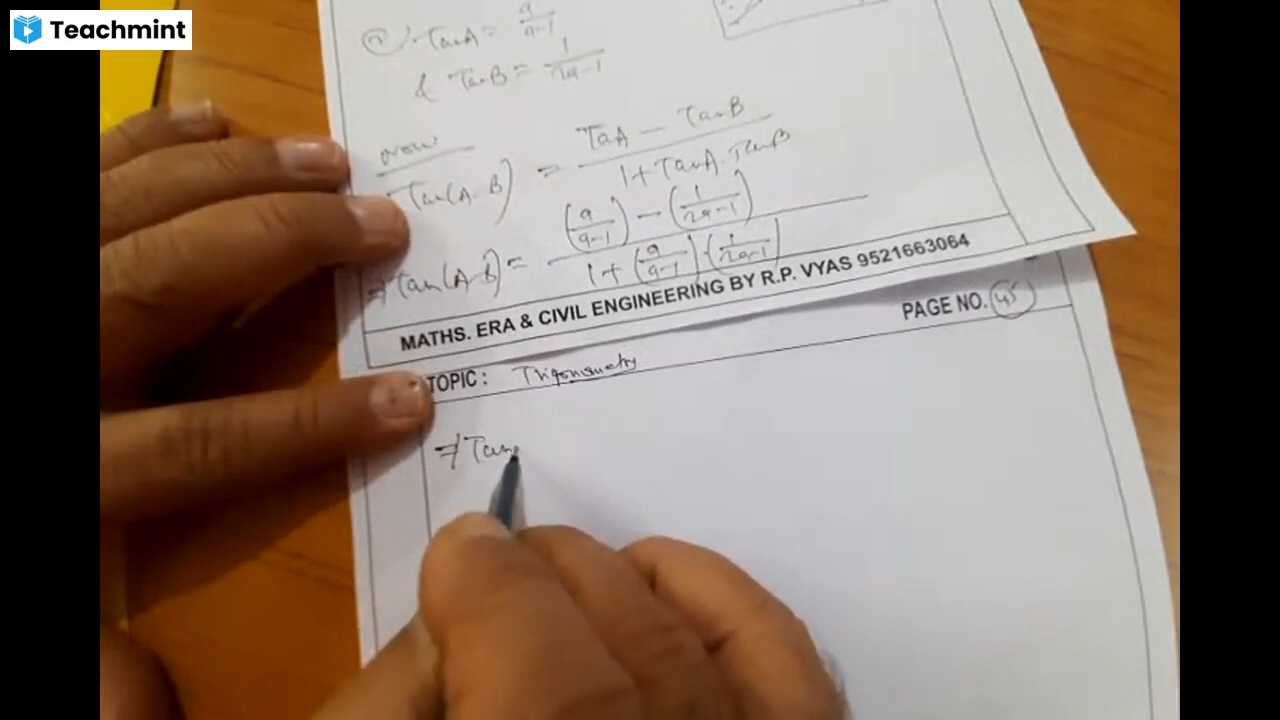 Teachmint
TanA = a/a-1
& TanB = 1/2a-1
Now
Tan(A-B) = TanA - TanB / 1+TanA.TanB
⇒ Tan(A-B) = (a/a-1) - (1/2a-1) / 1+(a/a-1).(1/2a-1)
MATHS. ERA & CIVIL ENGINEERING BY R.P. VYAS 9521663064
PAGE NO. 45
TOPIC : Trigonometry
⇒ Tan